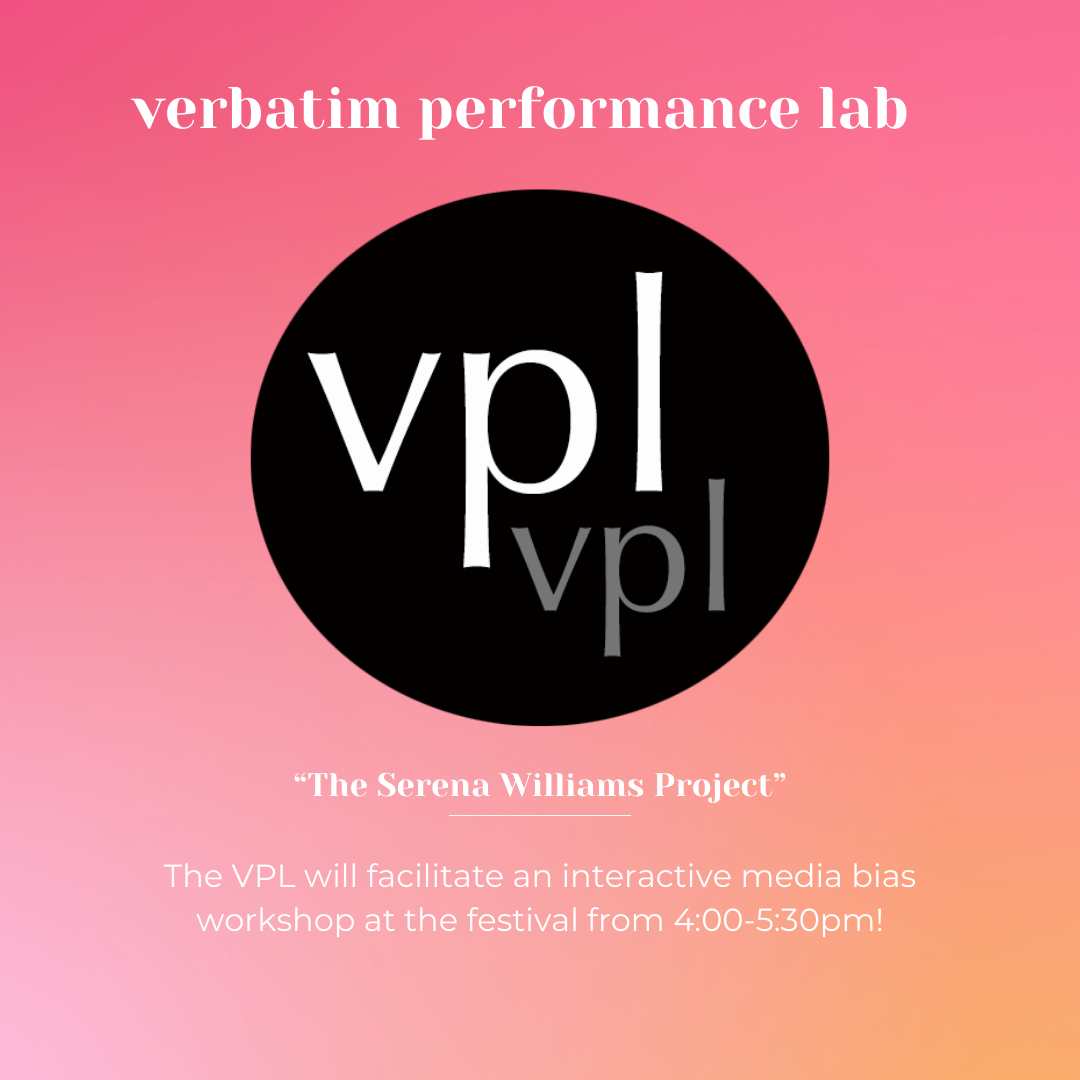 verbatim performance lab
vpl
vpl
“The Serena Williams Project”
The VPL will facilitate an interactive media bias
workshop at the festival from 4:00-5:30pm!